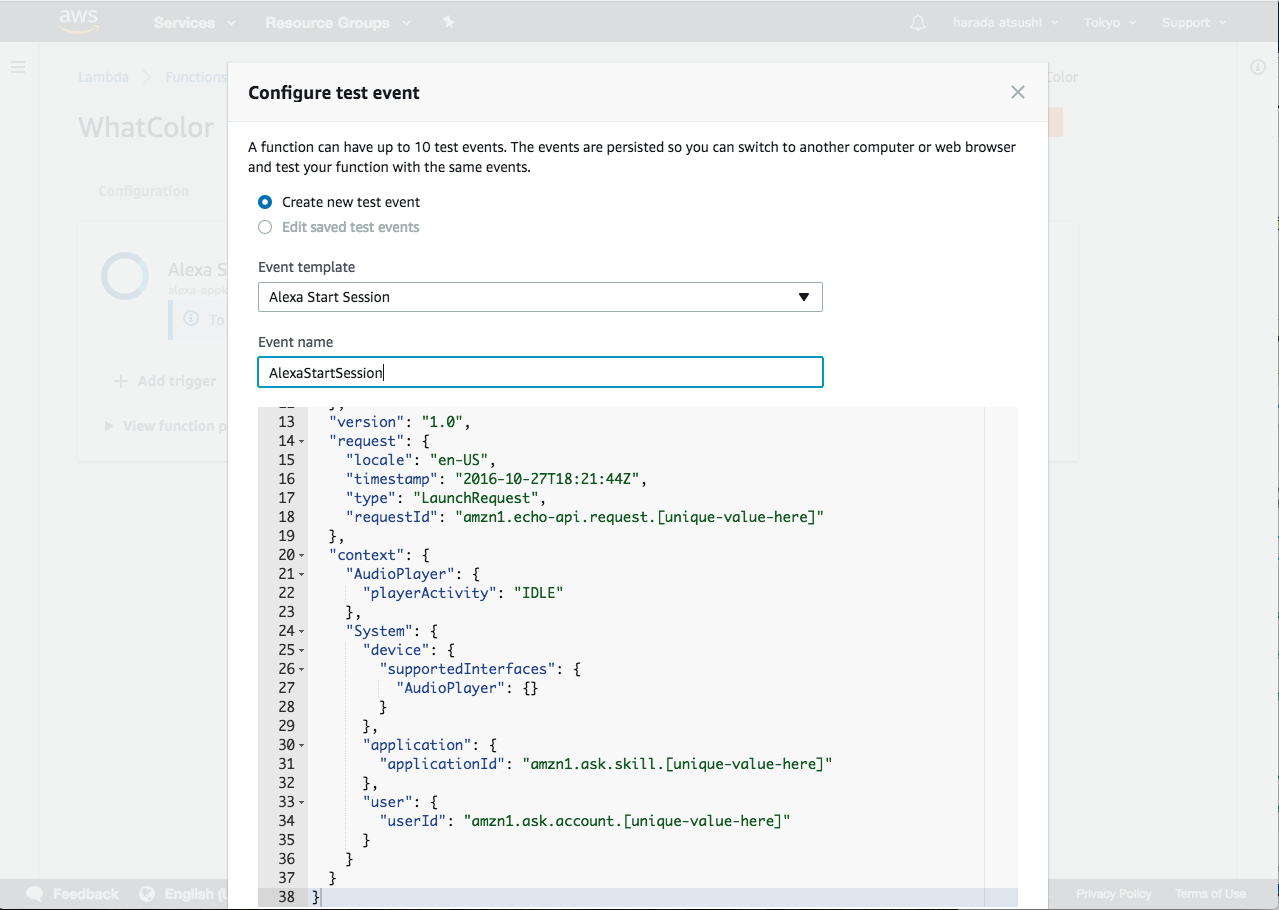 aws Services Resource Groups harada atsushi Tokyo Support
Lambda Functions Color
WhatColor
Configuration
Alexa S
To
Add trigger
View function p
Configure test event
A function can have up to 10 test events. The events are persisted so you can switch to another computer or web browser
and test your function with the same events.
Create new test event
Edit saved test events
Event template
Alexa Start Session
Event name
AlexaStartSession
12 },
13 "version": "1.0",
14 "request": {
15 "locale": "en-US",
16 "timestamp": "2016-10-27T18:21:44Z",
17 "type": "LaunchRequest",
18 "requestId": "amzn1.echo-api.request.[unique-value-here]"
19 },
20 "context": {
21 "AudioPlayer": {
22 "playerActivity": "IDLE"
23 },
24 "System": {
25 "device": {
26 "supportedInterfaces": {
27 "AudioPlayer": {}
28 }
29 },
30 "application": {
31 "applicationId": "amzn1.ask.skill.[unique-value-here]"
32 },
33 "user": {
34 "userId": "amzn1.ask.account.[unique-value-here]"
35 }
36 }
37 }
38 }
Feedback English (U Privacy Policy Terms of Use